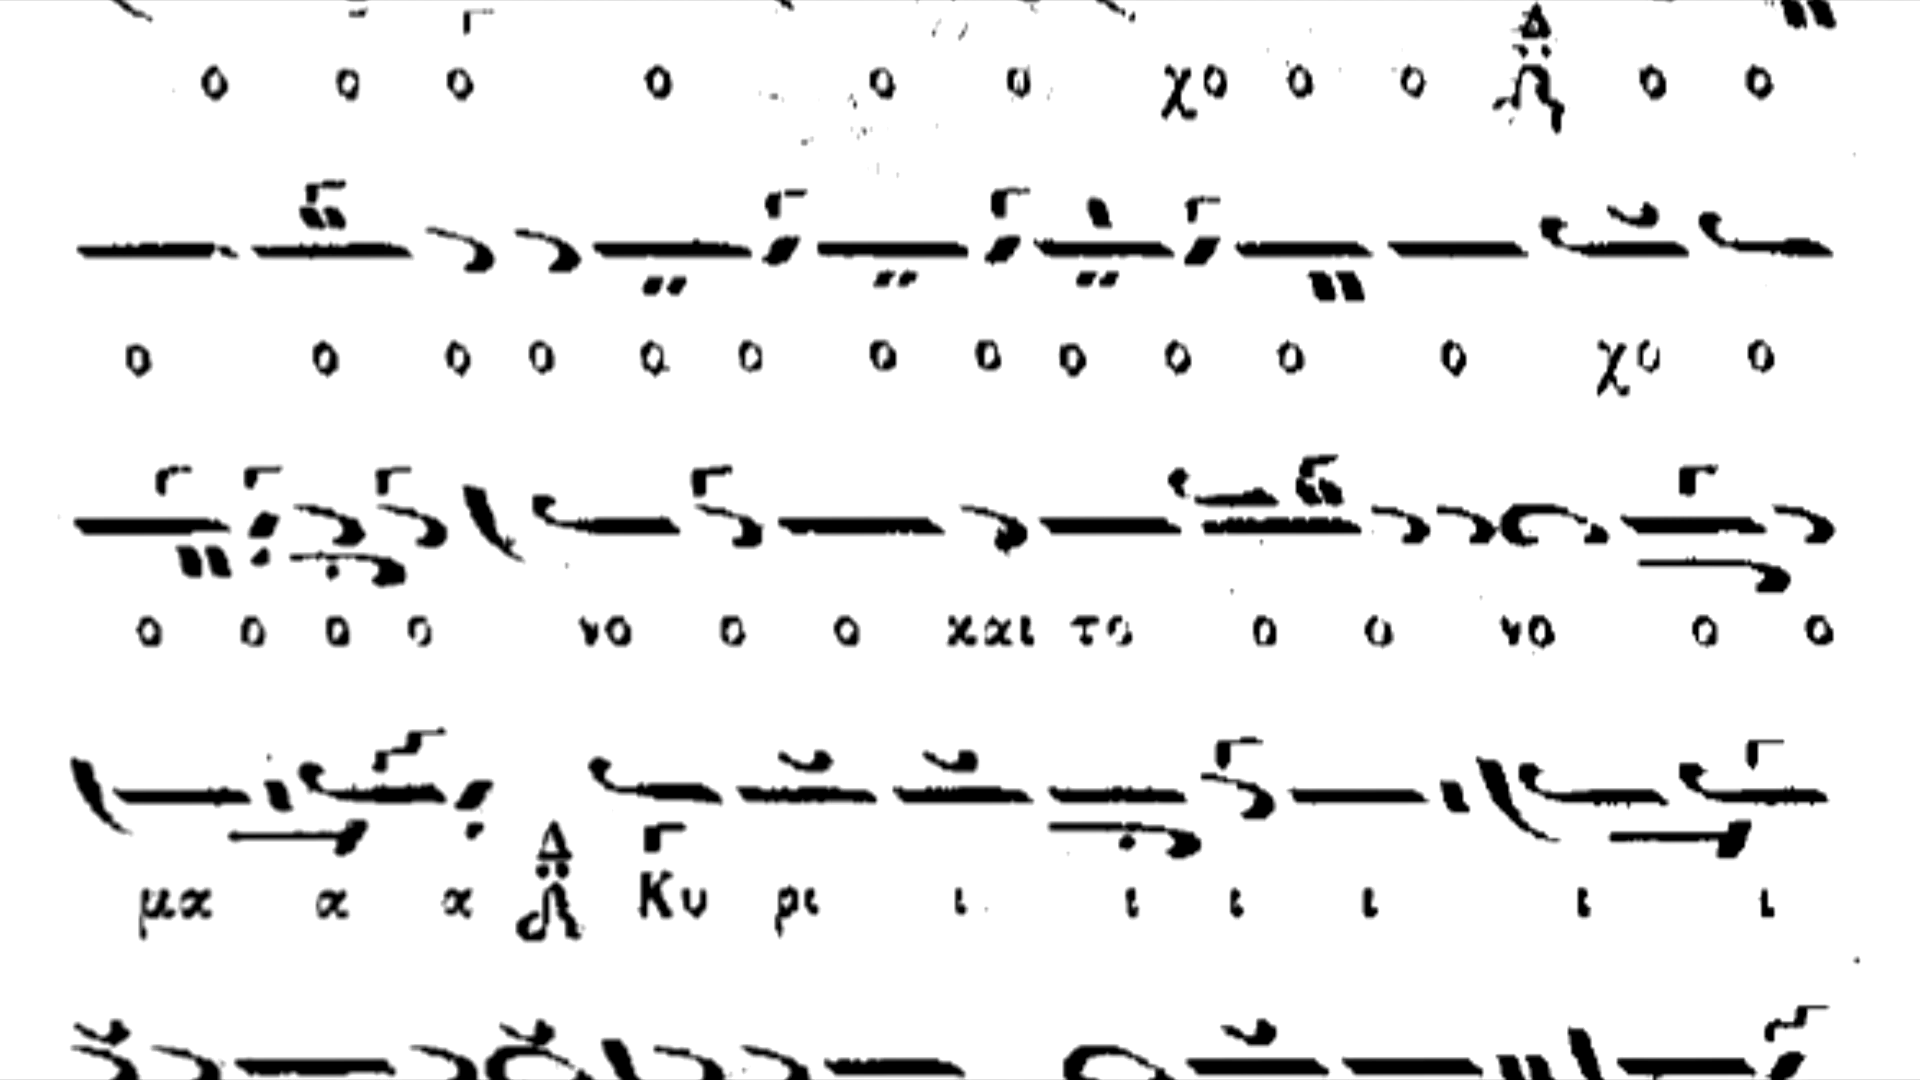 ο ο ο ο ο ο χο ο ο Δ ο ο
ο ο ο ο ο ο ο ο ο ο ο ο χο ο
ο ο ο ο νο ο ο και το ο ο νο ο ο
μα α α Δ Κυ ρι ι ι ι ι ι ι